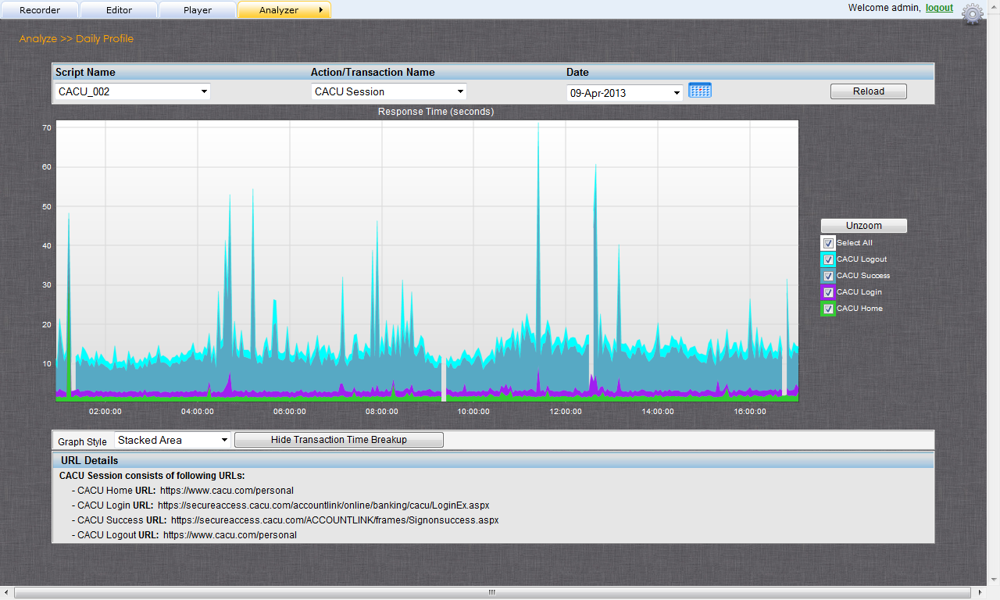 Recorder Editor Player Analyzer Welcome admin, logout
Analyze >> Daily Profile
Script Name Action/Transaction Name Date
CACU_002 CACU Session 09-Apr-2013 Reload
Response Time (seconds)
70
60
50
40
30
20
10
02:00:00 04:00:00 06:00:00 08:00:00 10:00:00 12:00:00 14:00:00 16:00:00
Unzoom
Select All
CACU Logout
CACU Success
CACU Login
CACU Home
Graph Style Stacked Area Hide Transaction Time Breakup
URL Details
CACU Session consists of following URLs:
- CACU Home URL: https://www.cacu.com/personal
- CACU Login URL: https://secureaccess.cacu.com/accountlink/online/banking/cacu/LoginEx.aspx
- CACU Success URL: https://secureaccess.cacu.com/ACCOUNTLINK/frames/Signonsuccess.aspx
- CACU Logout URL: https://www.cacu.com/personal